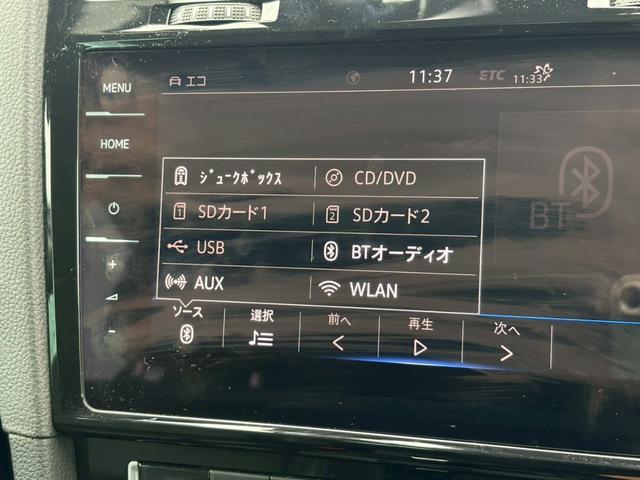 MENU
エコ
11:37
ETC
11:33
HOME
ｼﾞｭｰｸﾎﾞｯｸｽ
CD/DVD
1
SDカード1
2
SDカード2
USB
BTオーディオ
BT
AUX
WLAN
+
-
ソース
選択
前へ
再生
次へ